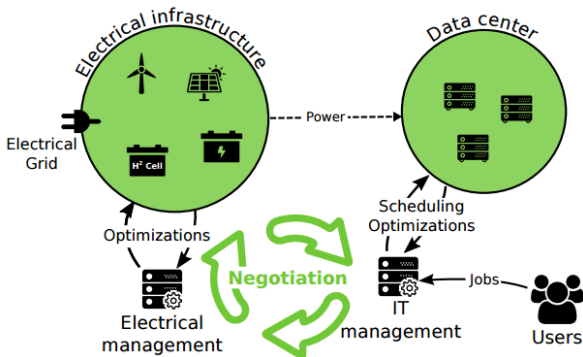 Electrical infrastructure
Data center
Power
Electrical
Grid
H² Cell
Optimizations
Scheduling
Optimizations
Negotiation
Jobs
Electrical
management
IT
management
Users